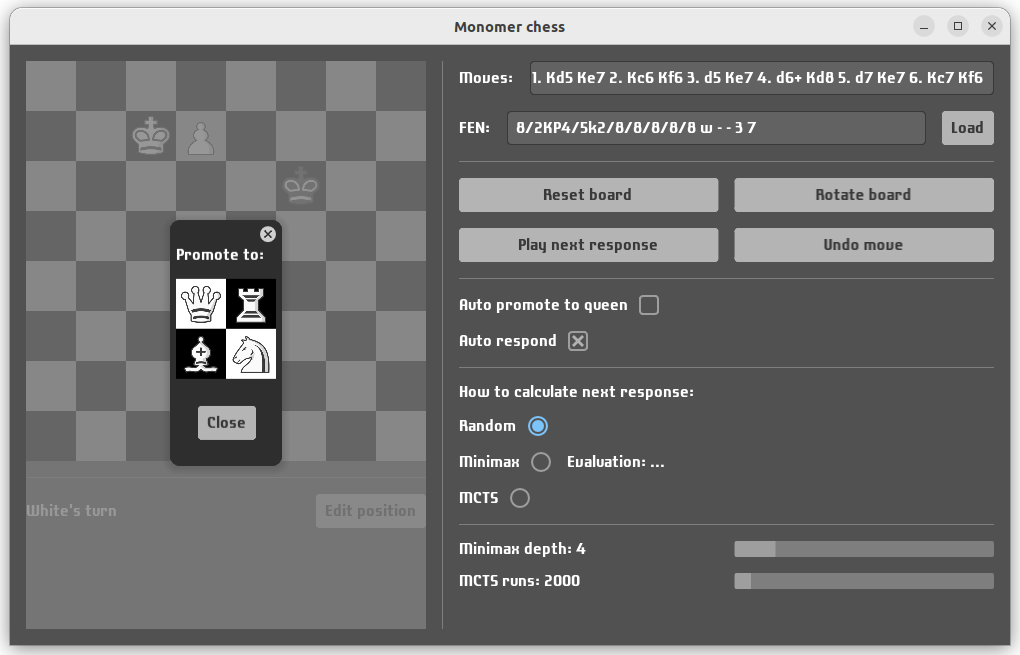 Monomer chess
Moves: 1. Kd5 Ke7 2. Kc6 Kf6 3. d5 Ke7 4. d6+ Kd8 5. d7 Ke7 6. Kc7 Kf6
FEN: 8/2KP4/5k2/8/8/8/8/8 w - - 3 7 Load
Reset board Rotate board
Play next response Undo move
Promote to:
Close
Auto promote to queen
Auto respond
How to calculate next response:
Random
Minimax Evaluation: ...
MCTS
White's turn Edit position
Minimax depth: 4
MCTS runs: 2000